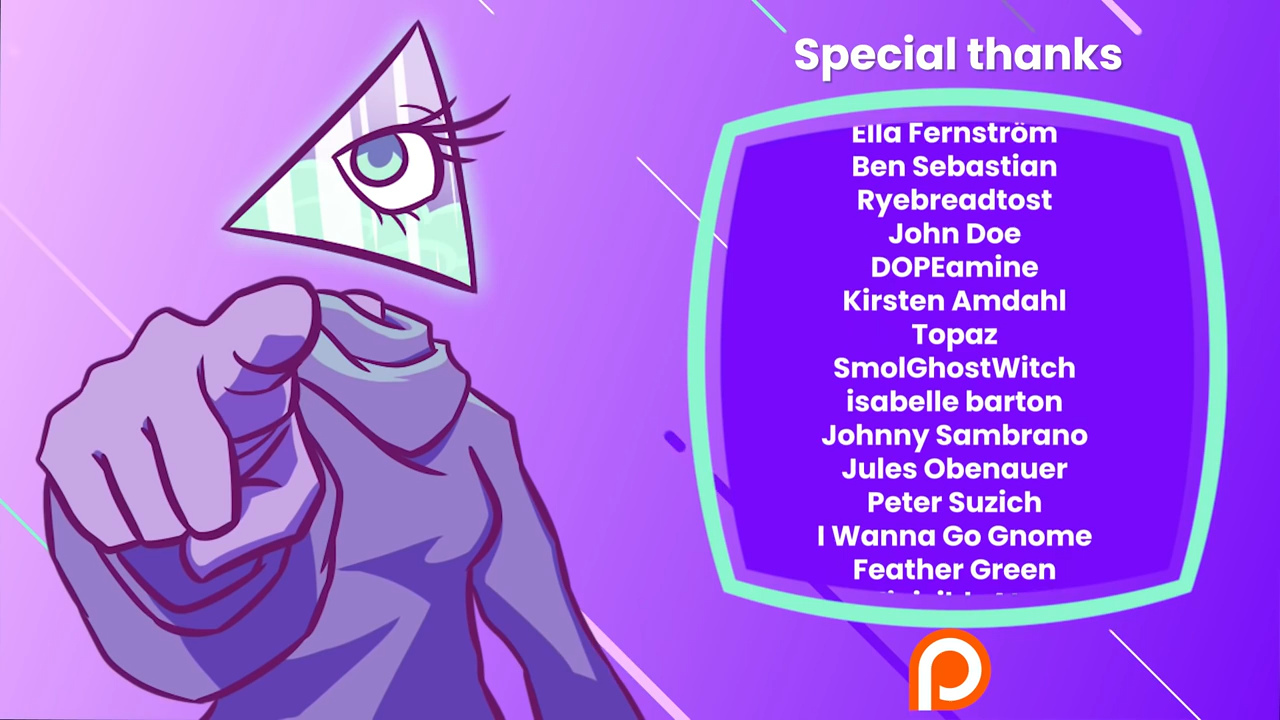 Special thanks
Ella Fernström
Ben Sebastian
Ryebreadtost
John Doe
DOPEamine
Kirsten Amdahl
Topaz
SmolGhostWitch
isabelle barton
Johnny Sambrano
Jules Obenauer
Peter Suzich
I Wanna Go Gnome
Feather Green